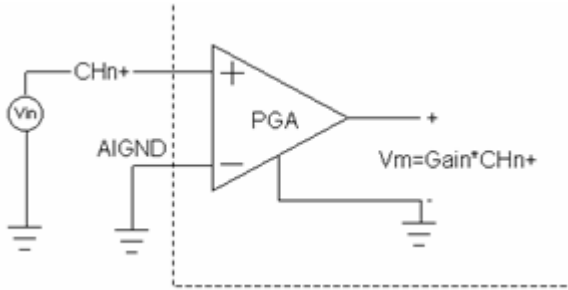 CHn+
Vin
+
PGA
AIGND
−
+
Vm=Gain*CHn+
-